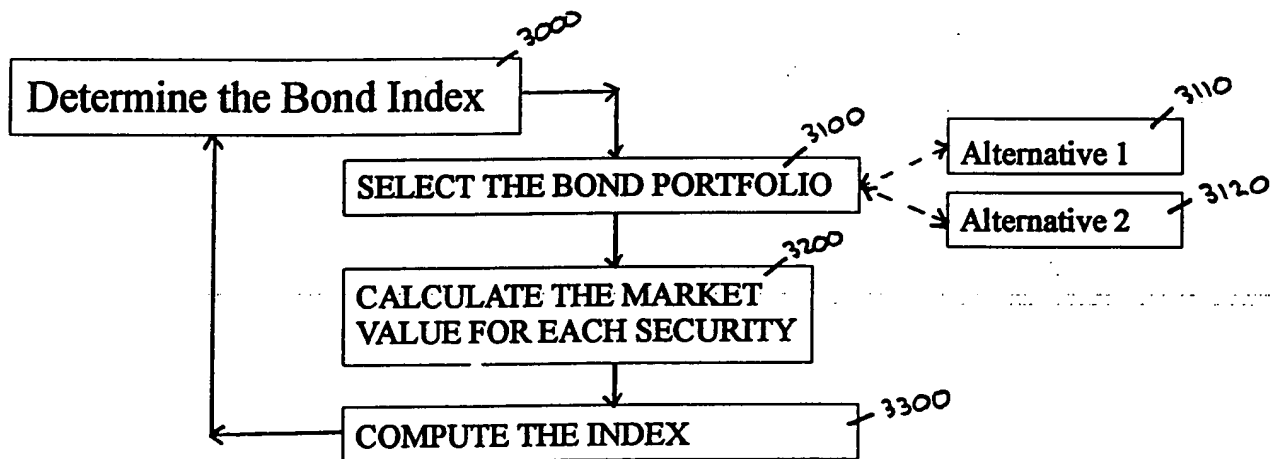 3000
Determine the Bond Index
3100
SELECT THE BOND PORTFOLIO
3110
Alternative 1
3120
Alternative 2
3200
CALCULATE THE MARKET
VALUE FOR EACH SECURITY
3300
COMPUTE THE INDEX